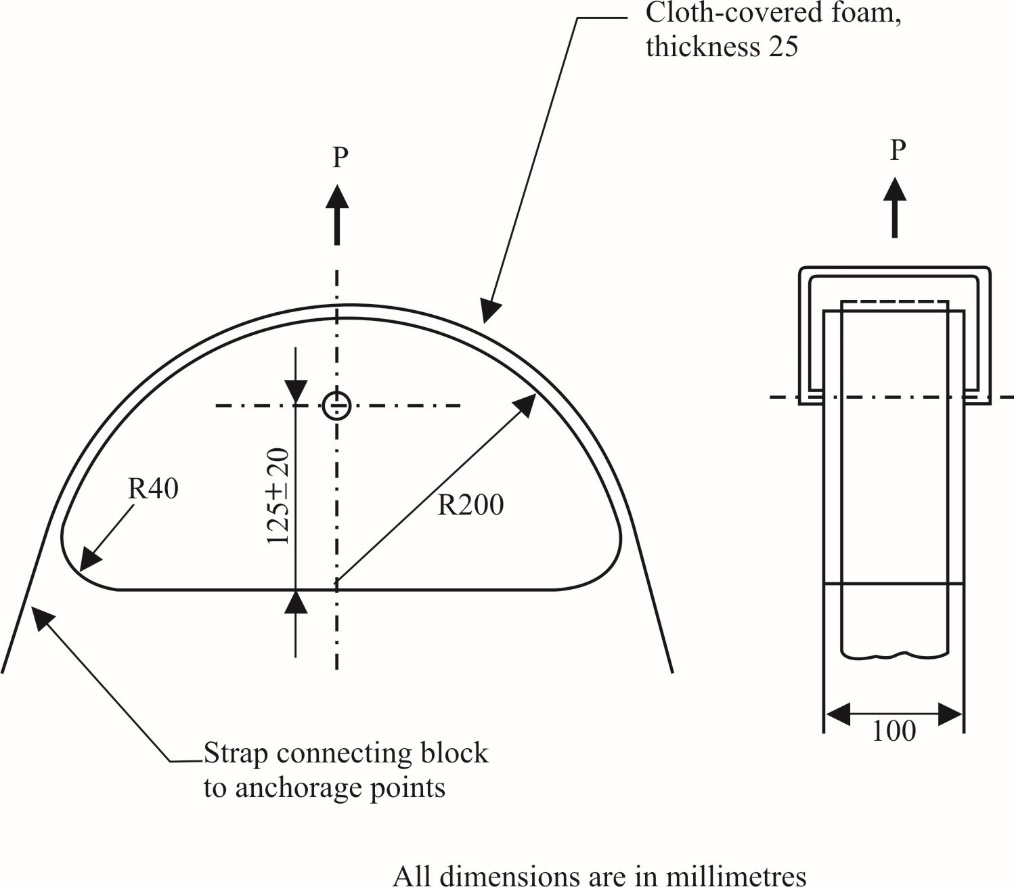 Cloth-covered foam,
thickness 25
P
P
125± 20
R40
R200
100
Strap connecting block
to anchorage points
All dimensions are in millimetres